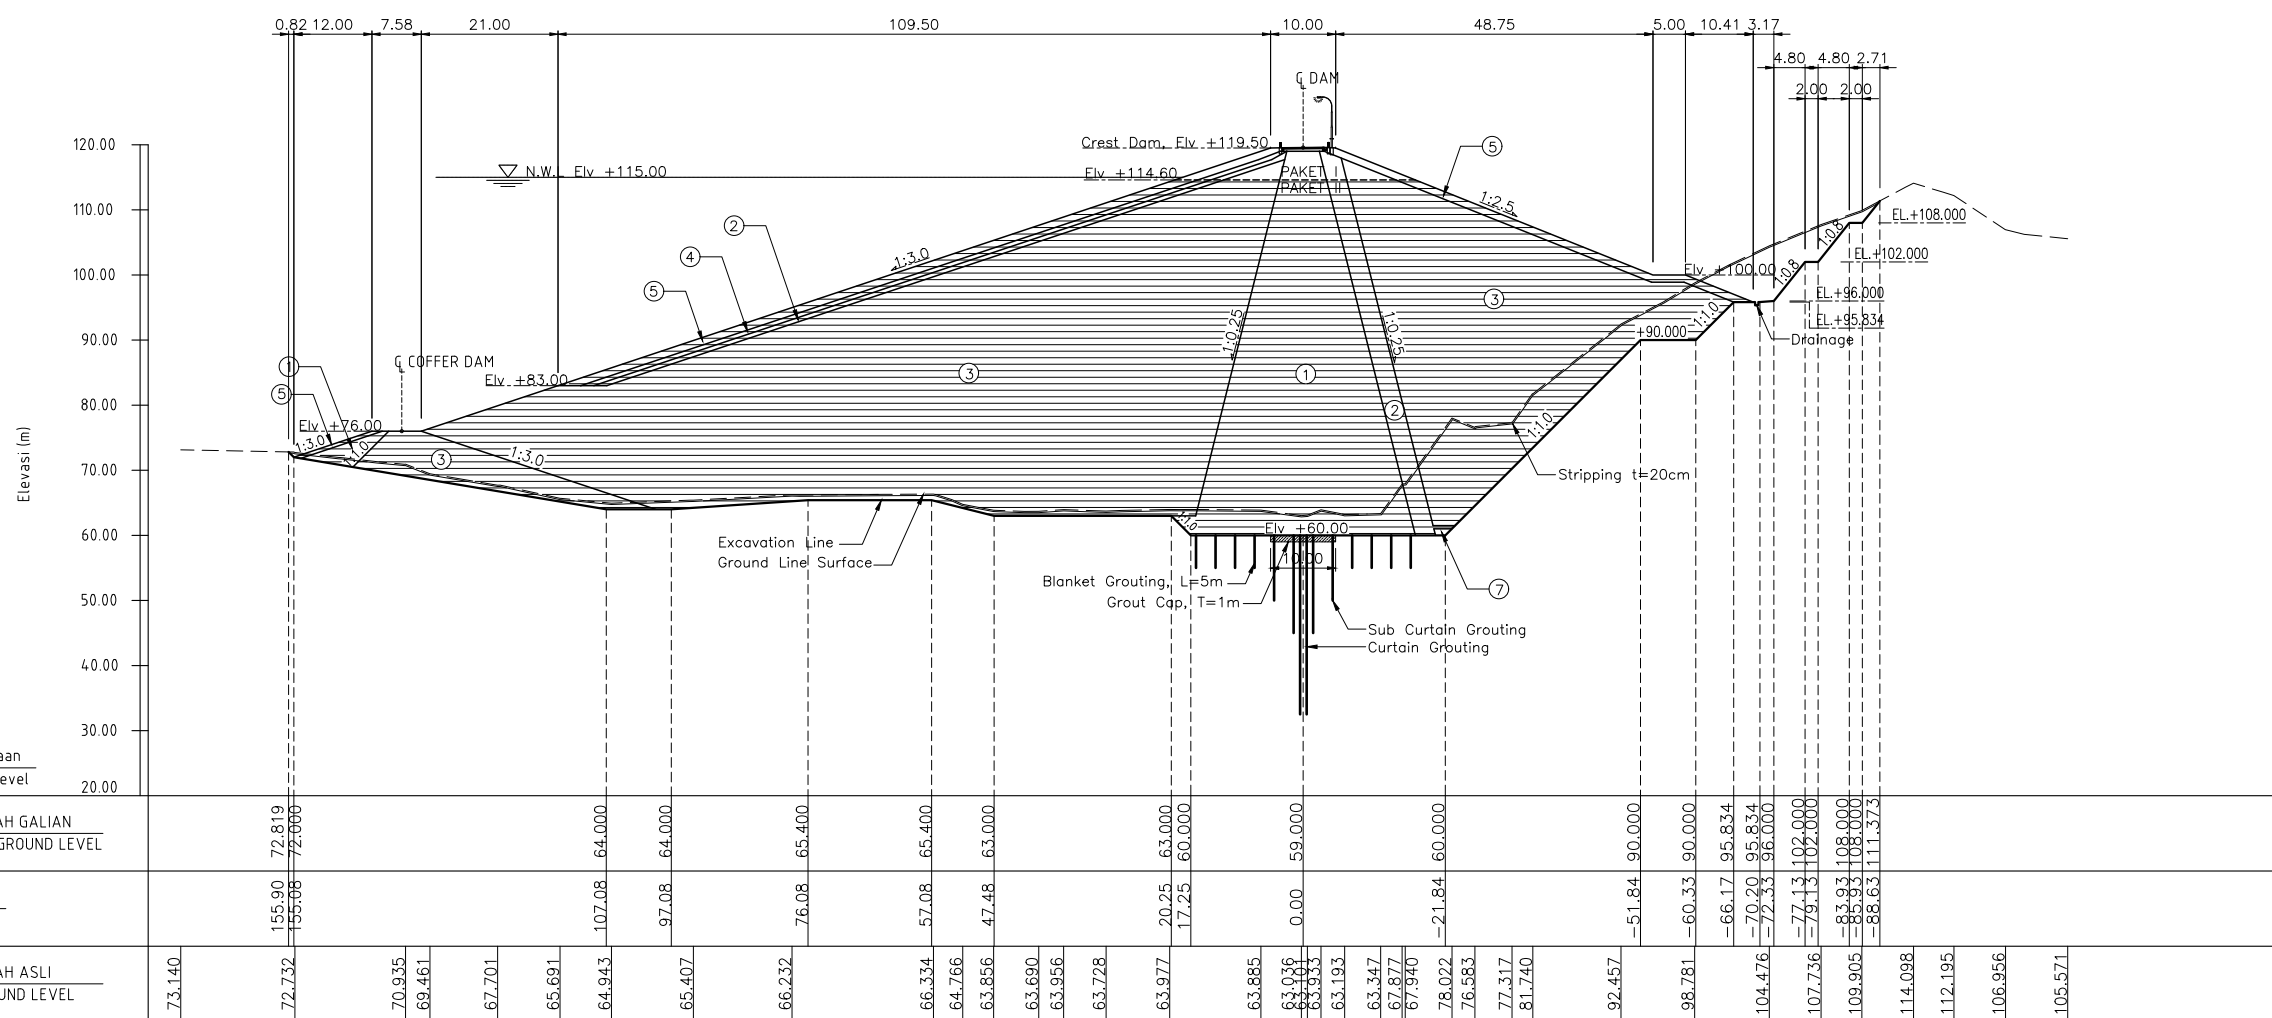 0.82 12.00 7.58 21.00 109.50 10.00 48.75 5.00 10.41 3.17
4.80 4.80 2.71
2.00 2.00
℄ DAM
120.00
Crest Dam, Elv +119.50
5
N.W.L Elv +115.00
Elv +114.60
PAKET I
PAKET II
1:2.5
110.00
EL.+108.000
2
1:0.8
4
1:3.0
EL.+102.000
100.00
Elv +100.00
1:0.8
5
3
EL.+96.000
1:0.25
1:0.25
1:1.0
EL.+95.834
90.00
+90.000
Drainage
℄ COFFER DAM
1
Elv +83.00
3
1
5
80.00
2
Elv +76.00
Elevasi (m)
1:3.0
1:1.0
3
1:3.0
1:1.0
70.00
Stripping t=20cm
1:1.0
Elv +60.00
60.00
Excavation Line
Ground Line Surface
10.00
Blanket Grouting, L=5m
7
Grout Cap, T=1m
50.00
Sub Curtain Grouting
Curtain Grouting
40.00
30.00
aan
evel
20.00
AH GALIAN
GROUND LEVEL
72.819 72.000 64.000 64.000 65.400 65.400 63.000 63.000 60.000 59.000 60.000 90.000 90.000 95.834 95.834 96.000 102.000 102.000 108.000 108.000 111.373
155.90 155.08 107.08 97.08 76.08 57.08 47.48 20.25 17.25 0.00 -21.84 -51.84 -60.33 -66.17 -70.20 -72.33 -77.13 -79.13 -83.93 -85.93 -88.63
AH ASLI
UND LEVEL
73.140 72.732 70.935 69.461 67.701 65.691 64.943 65.407 66.232 66.334 64.766 63.856 63.690 63.956 63.728 63.977 63.885 63.036 63.101 63.933 63.193 63.347 67.877 67.940 78.022 76.583 77.317 81.740 92.457 98.781 104.476 107.736 109.905 114.098 112.195 106.956 105.571